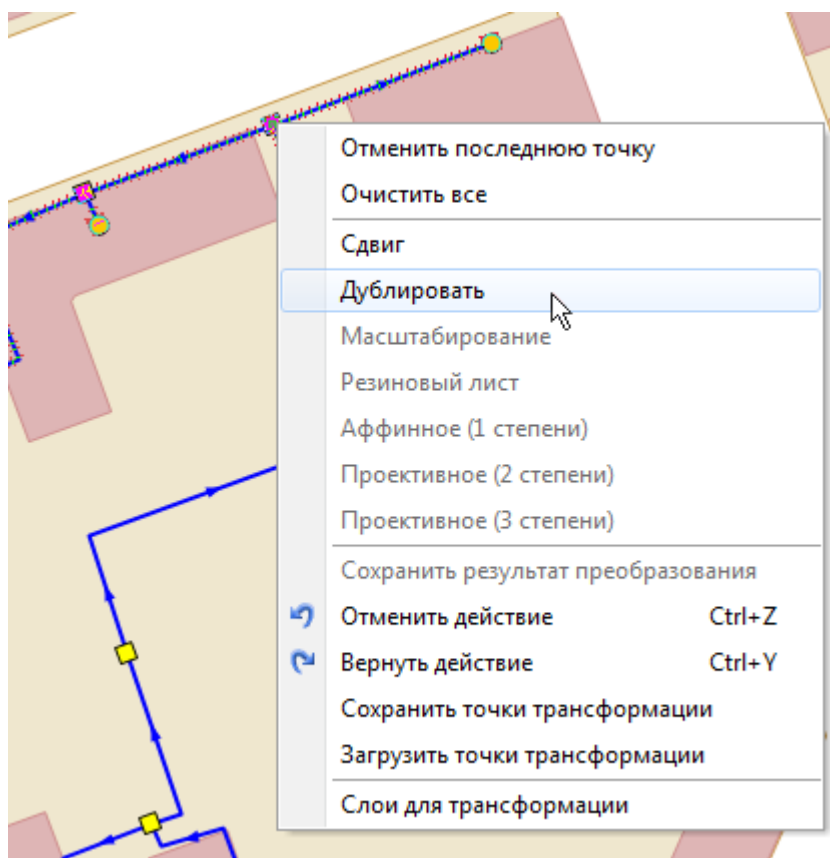 Отменить последнюю точку
Очистить все
Сдвиг
Дублировать
Масштабирование
Резиновый лист
Аффинное (1 степени)
Проективное (2 степени)
Проективное (3 степени)
Сохранить результат преобразования
Отменить действие Ctrl+Z
Вернуть действие Ctrl+Y
Сохранить точки трансформации
Загрузить точки трансформации
Слои для трансформации